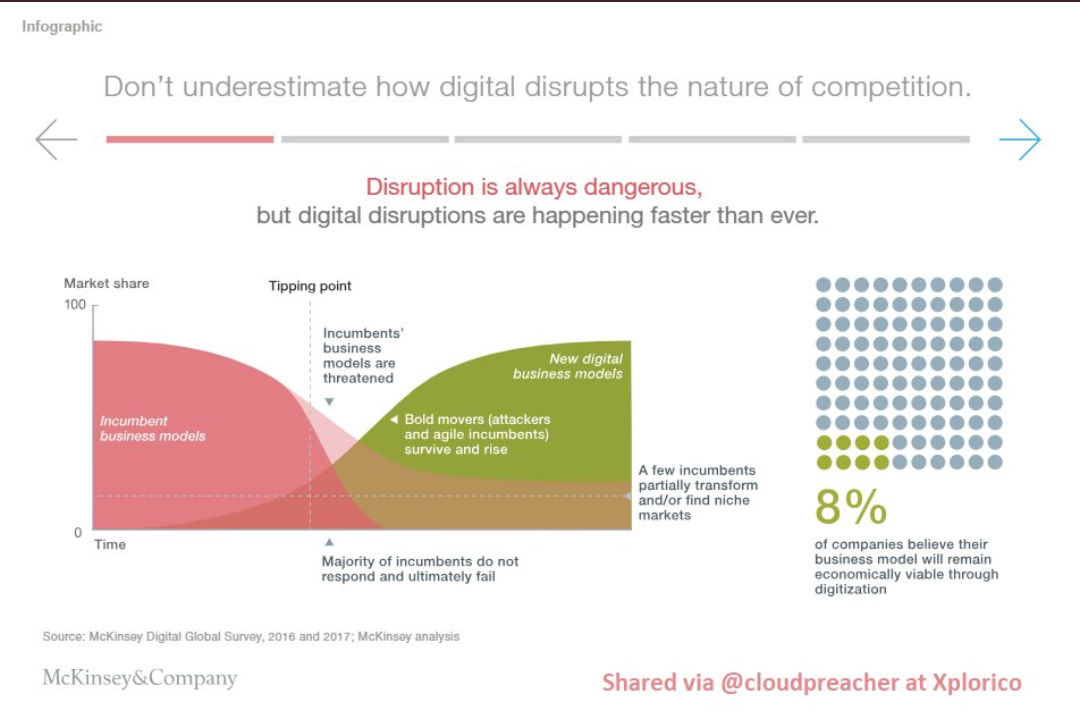 Infographic
Don't underestimate how digital disrupts the nature of competition.
Disruption is always dangerous,
but digital disruptions are happening faster than ever.
Market share
100
Tipping point
Incumbents'
business
models are
threatened
New digital
business models
Incumbent
business models
Bold movers (attackers
and agile incumbents)
survive and rise
A few incumbents
partially transform
and/or find niche
markets
0
Time
Majority of incumbents do not
respond and ultimately fail
8%
of companies believe their
business model will remain
economically viable through
digitization
Source: McKinsey Digital Global Survey, 2016 and 2017; McKinsey analysis
McKinsey&Company
Shared via @cloudpreacher at Xplorico